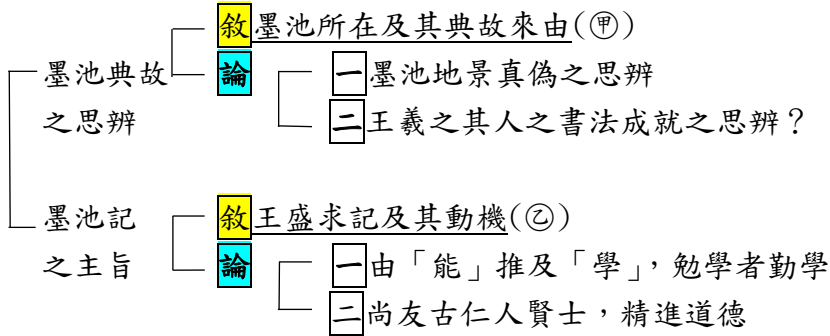 敘墨池所在及其典故來由(㊙甲)
墨池典故 論 一墨池地景真偽之思辨
之思辨 二王羲之其人之書法成就之思辨？
墨池記 敘王盛求記及其動機(㊙乙)
之主旨 論 一由「能」推及「學」，勉學者勤學
二尚友古仁人賢士，精進道德